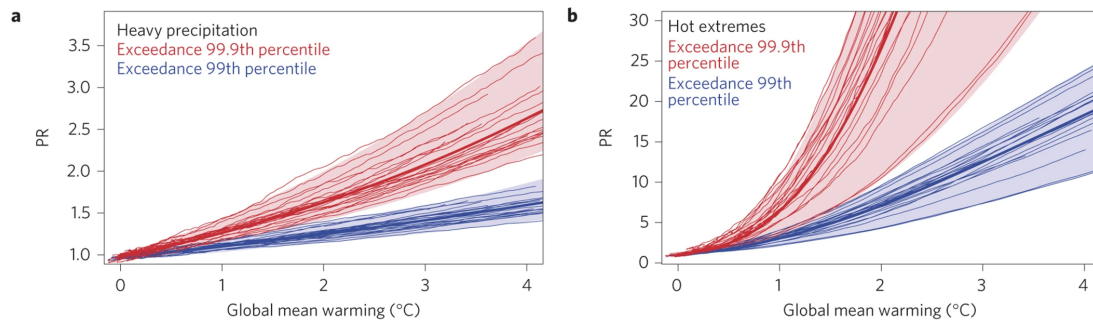 a
Heavy precipitation
Exceedance 99.9th percentile
Exceedance 99th percentile
3.5
3.0
2.5
2.0
1.5
1.0
PR
0 1 2 3 4
Global mean warming (°C)
b
Hot extremes
Exceedance 99.9th
percentile
Exceedance 99th
percentile
30
25
20
15
10
5
0
PR
0 1 2 3 4
Global mean warming (°C)